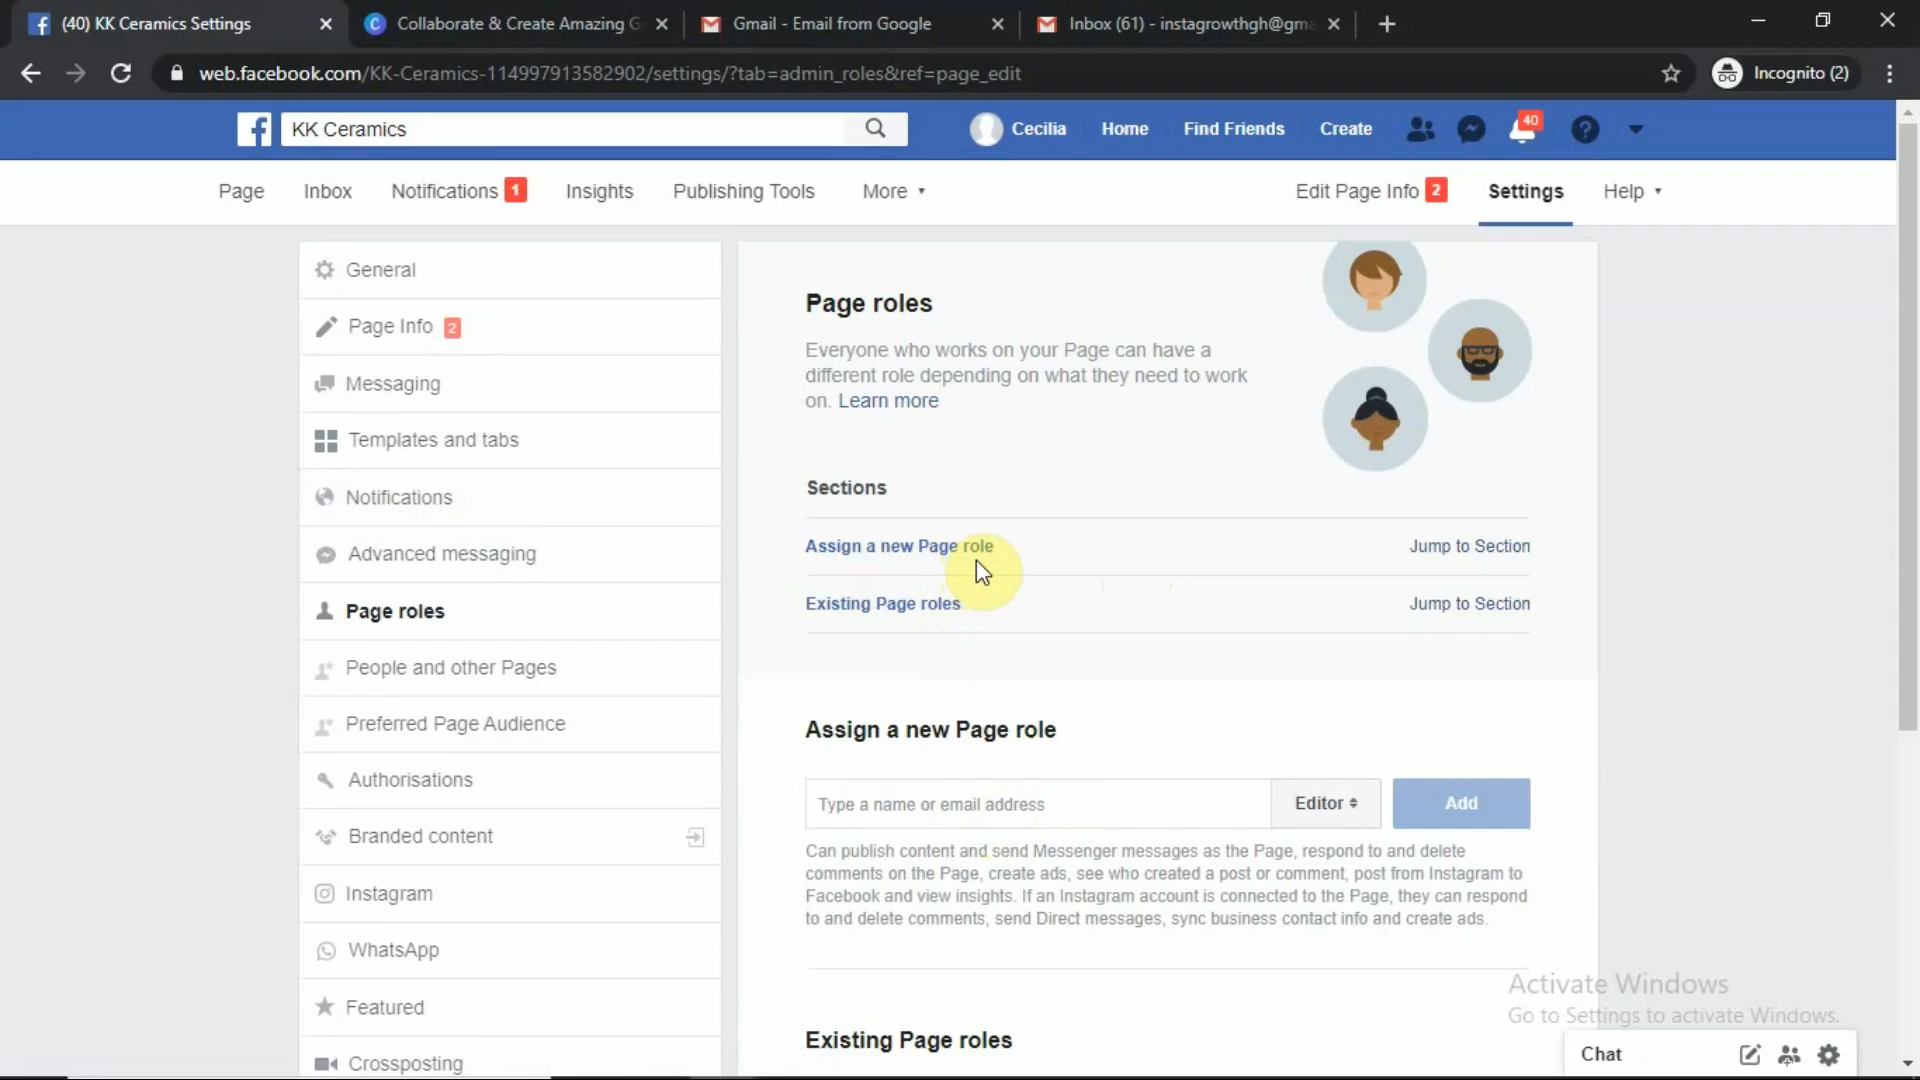 (40) KK Ceramics Settings
Collaborate & Create Amazing G
Gmail - Email from Google
Inbox (61) - instagrowthgh@gma
web.facebook.com/KK-Ceramics-114997913582902/settings/?tab=admin_roles&ref=page_edit
Incognito (2)
KK Ceramics
Cecilia
Home
Find Friends
Create
40
Page
Inbox
Notifications 1
Insights
Publishing Tools
More
Edit Page Info 2
Settings
Help
General
Page Info 2
Messaging
Templates and tabs
Notifications
Advanced messaging
Page roles
People and other Pages
Preferred Page Audience
Authorisations
Branded content
Instagram
WhatsApp
Featured
Crossposting
Page roles
Everyone who works on your Page can have a
different role depending on what they need to work
on. Learn more
Sections
Assign a new Page role Jump to Section
Existing Page roles Jump to Section
Assign a new Page role
Type a name or email address
Editor
Add
Can publish content and send Messenger messages as the Page, respond to and delete
comments on the Page, create ads, see who created a post or comment, post from Instagram to
Facebook and view insights. If an Instagram account is connected to the Page, they can respond
to and delete comments, send Direct messages, sync business contact info and create ads.
Existing Page roles
Activate Windows
Go to Settings to activate Windows.
Chat